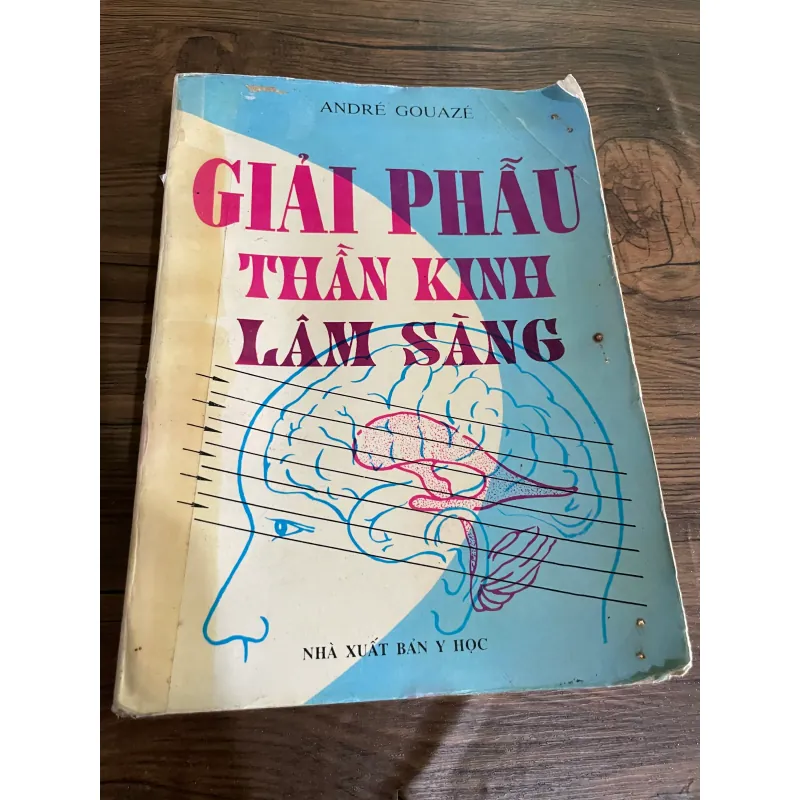 ANDRÉ GOUAZÉ
GIẢI PHẪU
THẦN KINH
LÂM SÀNG
NHÀ XUẤT BẢN Y HỌC